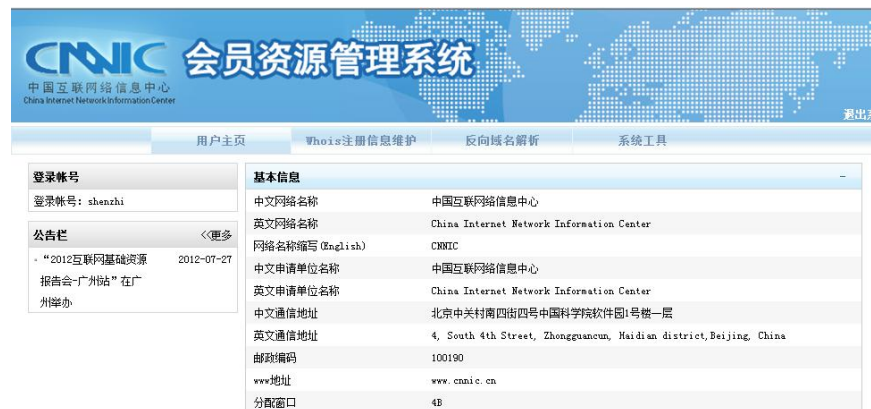 CNNIC 会员资源管理系统
中国互联网络信息中心
China Internet Network Information Center
退出系
用户主页 Whois注册信息维护 反向域名解析 系统工具
登录帐号
登录帐号: shenzhi
公告栏 <<更多
“2012互联网基础资源 2012-07-27
报告会-广州站”在广
州举办
基本信息 -
中文网络名称 中国互联网络信息中心
英文网络名称 China Internet Network Information Center
网络名称缩写(English) CNNIC
中文申请单位名称 中国互联网络信息中心
英文申请单位名称 China Internet Network Information Center
中文通信地址 北京中关村南四街四号中国科学院软件园1号楼一层
英文通信地址 4, South 4th Street, Zhongguancun, Haidian district,Beijing, China
邮政编码 100190
www地址 www.cnnic.cn
分配窗口 4B